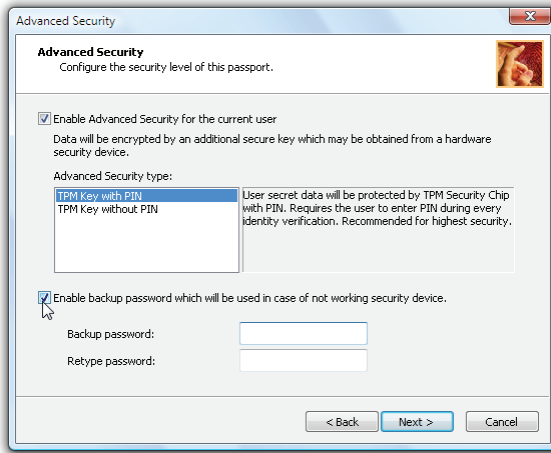 Advanced Security
Advanced Security
Configure the security level of this passport.
Enable Advanced Security for the current user
Data will be encrypted by an additional secure key which may be obtained from a hardware
security device.
Advanced Security type:
TPM Key with PIN
TPM Key without PIN
User secret data will be protected by TPM Security Chip
with PIN. Requires the user to enter PIN during every
identity verification. Recommended for highest security.
Enable backup password which will be used in case of not working security device.
Backup password:
Retype password:
< Back
Next >
Cancel